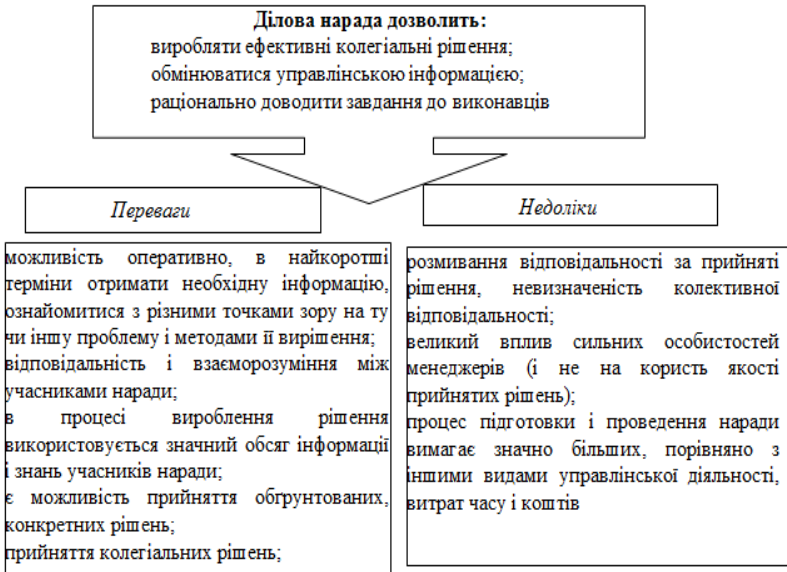 Ділова нарада дозволить:
виробляти ефективні колегіальні рішення;
обмінюватися управлінською інформацією;
раціонально доводити завдання до виконавців
Переваги
можливість оперативно, в найкоротші
терміни отримати необхідну інформацію,
ознайомитися з різними точками зору на ту
чи іншу проблему і методами її вирішення;
відповідальність і взаєморозуміння між
учасниками наради;
в процесі вироблення рішення
використовується значний обсяг інформації
і знань учасників наради;
є можливість прийняття обґрунтованих,
конкретних рішень;
прийняття колегіальних рішень;
Недоліки
розмивання відповідальності за прийняті
рішення, невизначеність колективної
відповідальності;
великий вплив сильних особистостей
менеджерів (і не на користь якості
прийнятих рішень);
процес підготовки і проведення наради
вимагає значно більших, порівняно з
іншими видами управлінської діяльності,
витрат часу і коштів